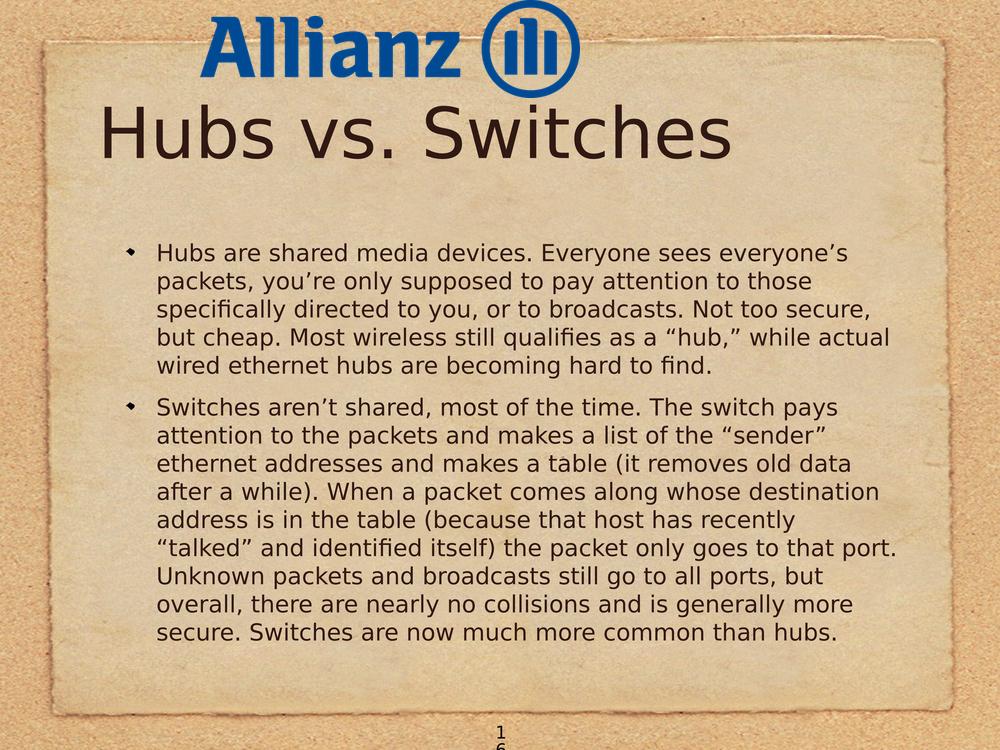 Allianz
Hubs vs. Switches
Hubs are shared media devices. Everyone sees everyone’s
packets, you’re only supposed to pay attention to those
specifically directed to you, or to broadcasts. Not too secure,
but cheap. Most wireless still qualifies as a “hub,” while actual
wired ethernet hubs are becoming hard to find.
Switches aren’t shared, most of the time. The switch pays
attention to the packets and makes a list of the “sender”
ethernet addresses and makes a table (it removes old data
after a while). When a packet comes along whose destination
address is in the table (because that host has recently
“talked” and identified itself) the packet only goes to that port.
Unknown packets and broadcasts still go to all ports, but
overall, there are nearly no collisions and is generally more
secure. Switches are now much more common than hubs.
1
6